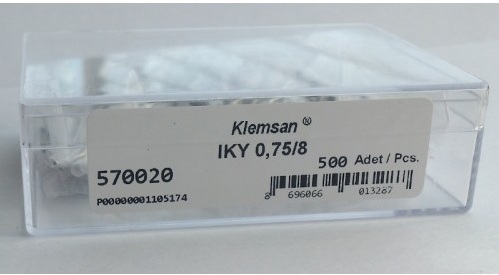 Klemsan ®
IKY 0,75/8
500 Adet / Pcs.
570020
P00000001105174
8 696066 013287